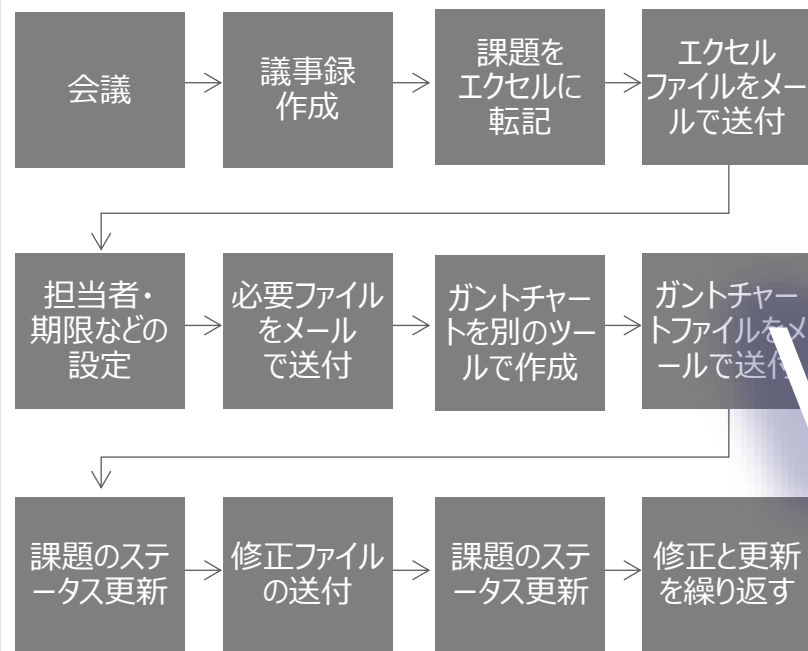 会議
議事録
作成
課題を
エクセルに
転記
エクセル
ファイルをメー
ルで送付
担当者・
期限などの
設定
必要ファイル
をメール
で送付
ガントチャー
トを別のツー
ルで作成
ガントチャー
トファイルをメ
ールで送付
課題のステ
ータス更新
修正ファイル
の送付
課題のステ
ータス更新
修正と更新
を繰り返す